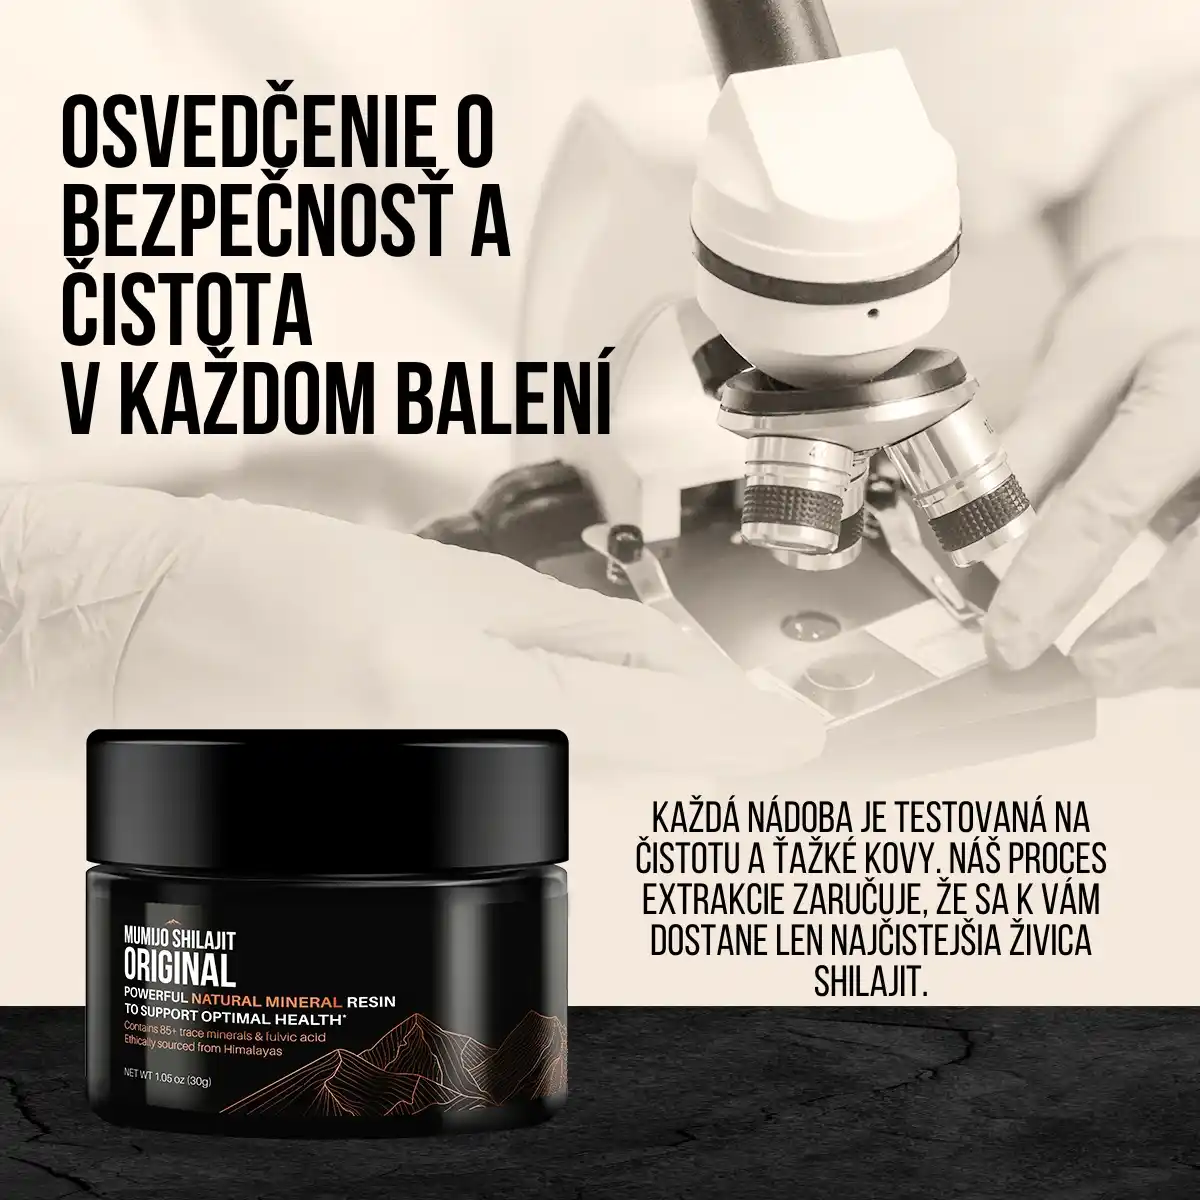 OSVEDČENIE O
BEZPEČNOSŤ A
ČISTOTA
V KAŽDOM BALENÍ
KAŽDÁ NÁDOBA JE TESTOVANÁ NA
ČISTOTU A ŤAŽKÉ KOVY. NÁŠ PROCES
EXTRAKCIE ZARUČUJE, ŽE SA K VÁM
DOSTANE LEN NAJČISTEJŠIA ŽIVICA
SHILAJIT.
MUMIJO SHILAJIT
ORIGINAL
POWERFUL NATURAL MINERAL RESIN
TO SUPPORT OPTIMAL HEALTH*
Contains 85+ trace minerals & fulvic acid
Ethically sourced from Himalayas
NET WT 1.05 oz (30g)